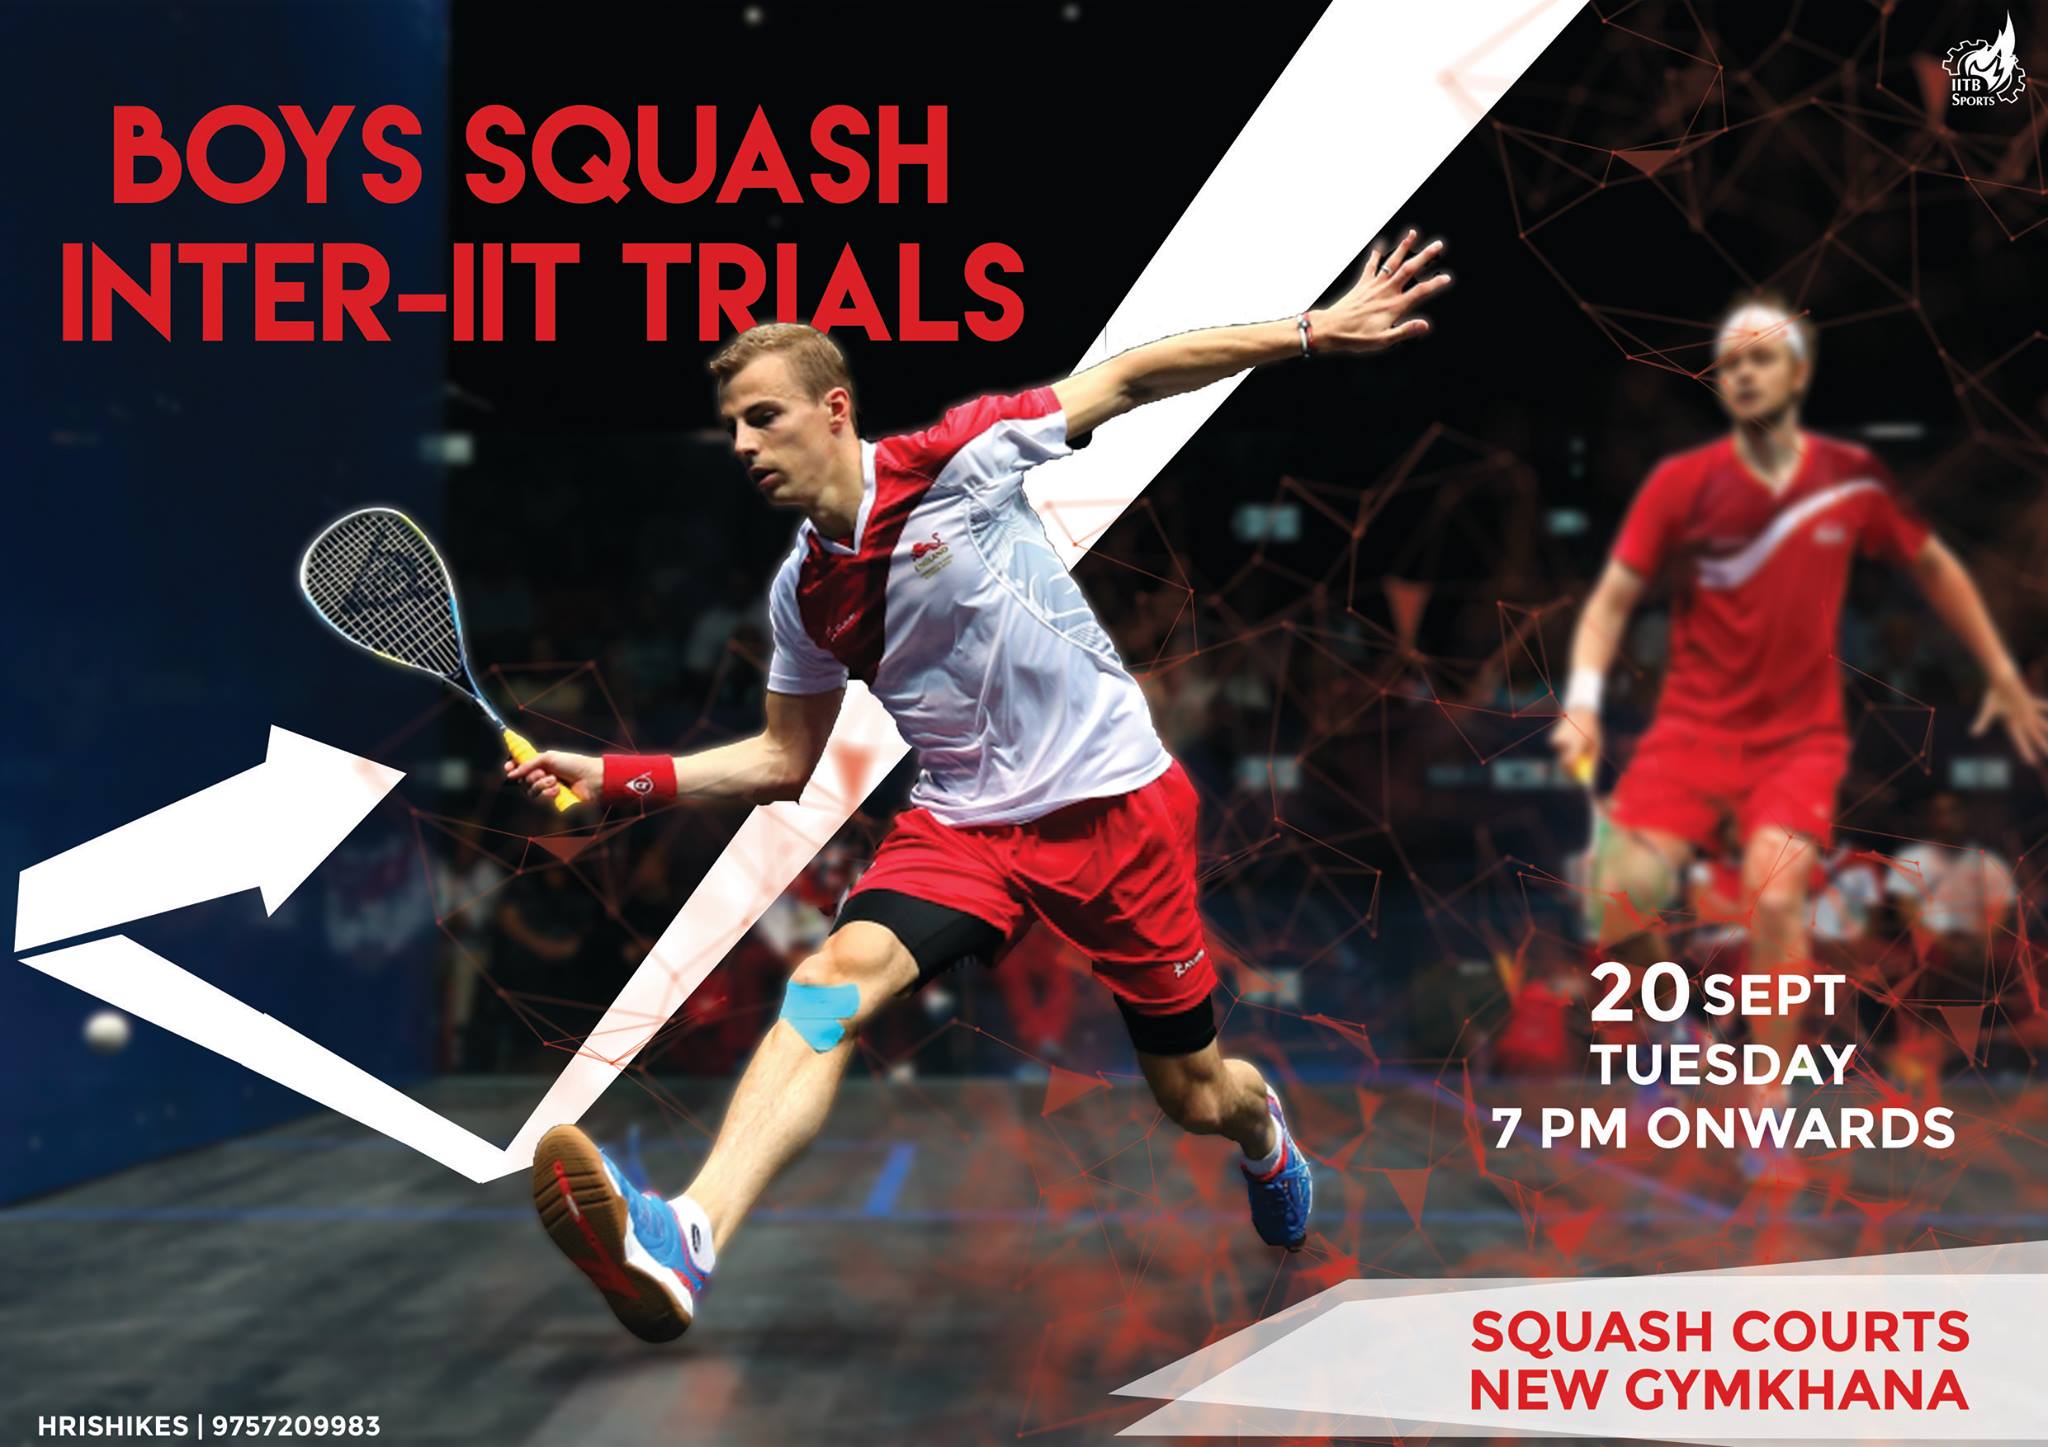 BOYS SQUASH
INTER-IIT TRIALS
IITB
SPORTS
ENGLAND
20 SEPT
TUESDAY
7 PM ONWARDS
SQUASH COURTS
NEW GYMKHANA
HRISHIKES | 9757209983